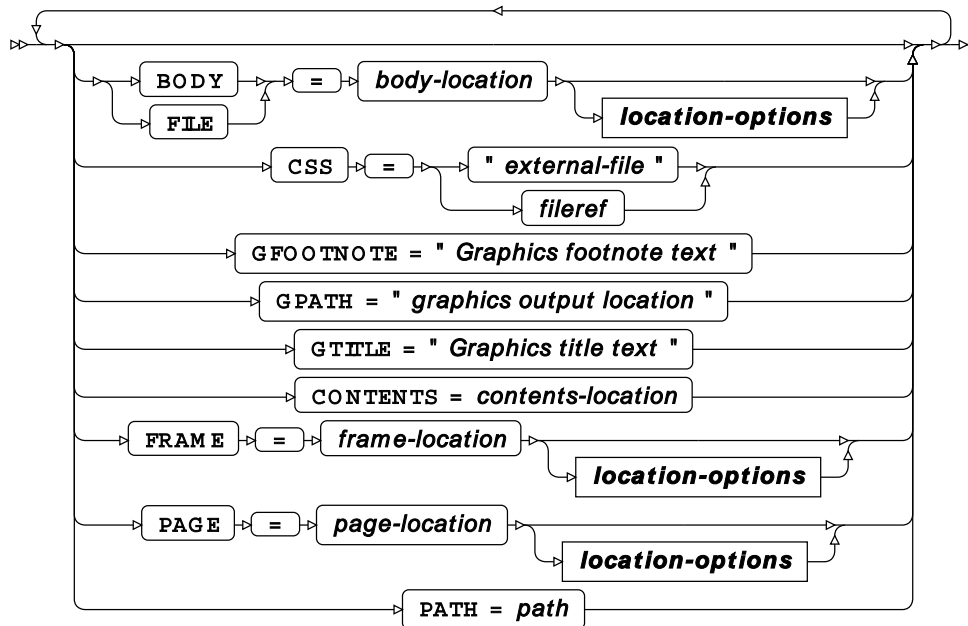 BODY = body-location
FILE location-options
CSS = " external-file "
fileref
GFOOTNOTE = " Graphics footnote text "
GPATH = " graphics output location "
GTITLE = " Graphics title text "
CONTENTS = contents-location
FRAME = frame-location
location-options
PAGE = page-location
location-options
PATH = path